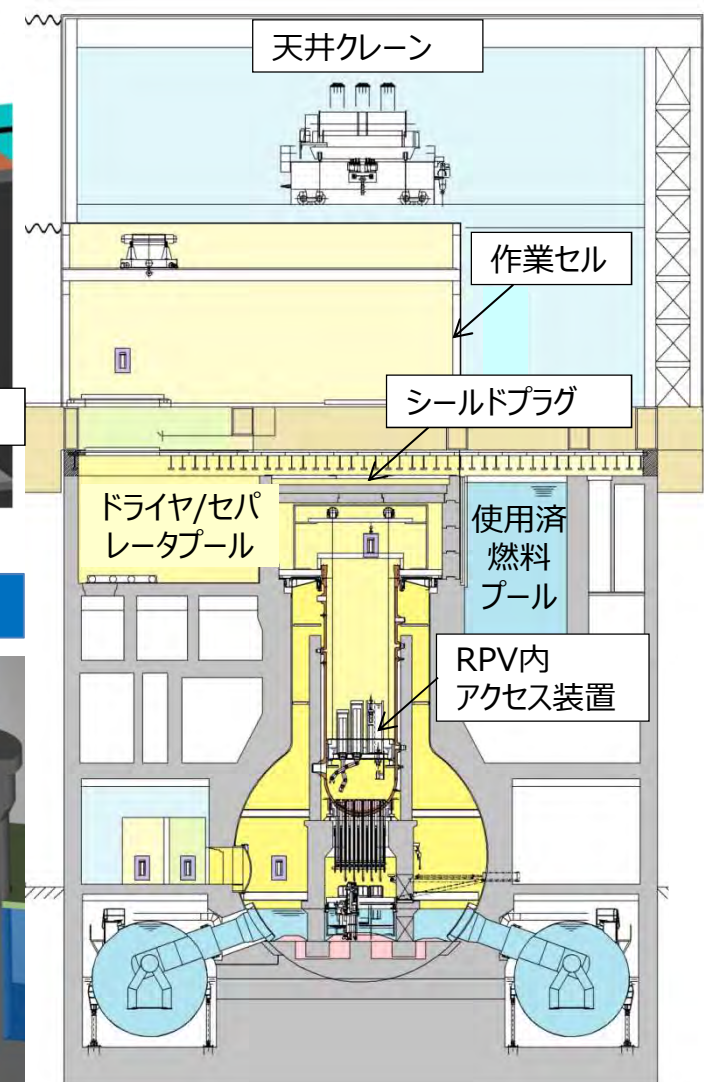 天井クレーン
作業セル
シールドプラグ
ドライヤ/セパ
レータプール
使用済
燃料
プール
RPV内
アクセス装置